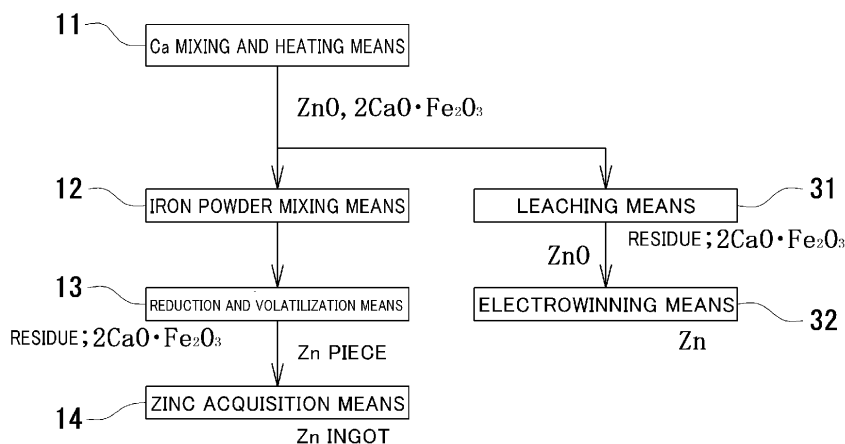 11
Ca MIXING AND HEATING MEANS
ZnO, 2CaO·Fe₂O₃
12
IRON POWDER MIXING MEANS
LEACHING MEANS
31
RESIDUE;2CaO·Fe₂O₃
ZnO
13
REDUCTION AND VOLATILIZATION MEANS
ELECTROWINNING MEANS
32
RESIDUE;2CaO·Fe₂O₃
Zn
Zn PIECE
14
ZINC ACQUISITION MEANS
Zn INGOT